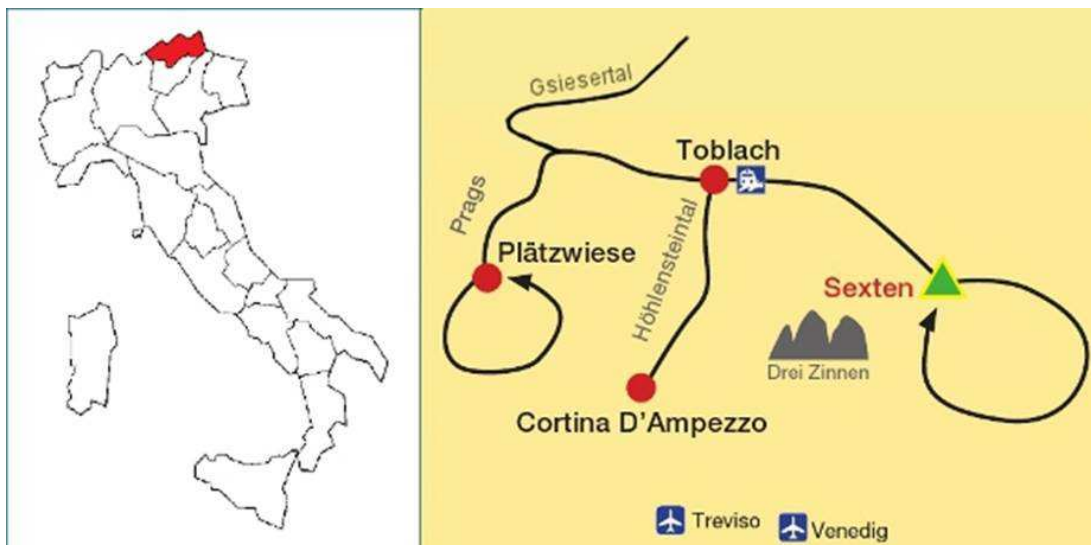 Gsiesertal
Toblach
Prags
Plätzwiese
Höhlensteintal
Sexten
Drei Zinnen
Cortina D'Ampezzo
Treviso
Venedig